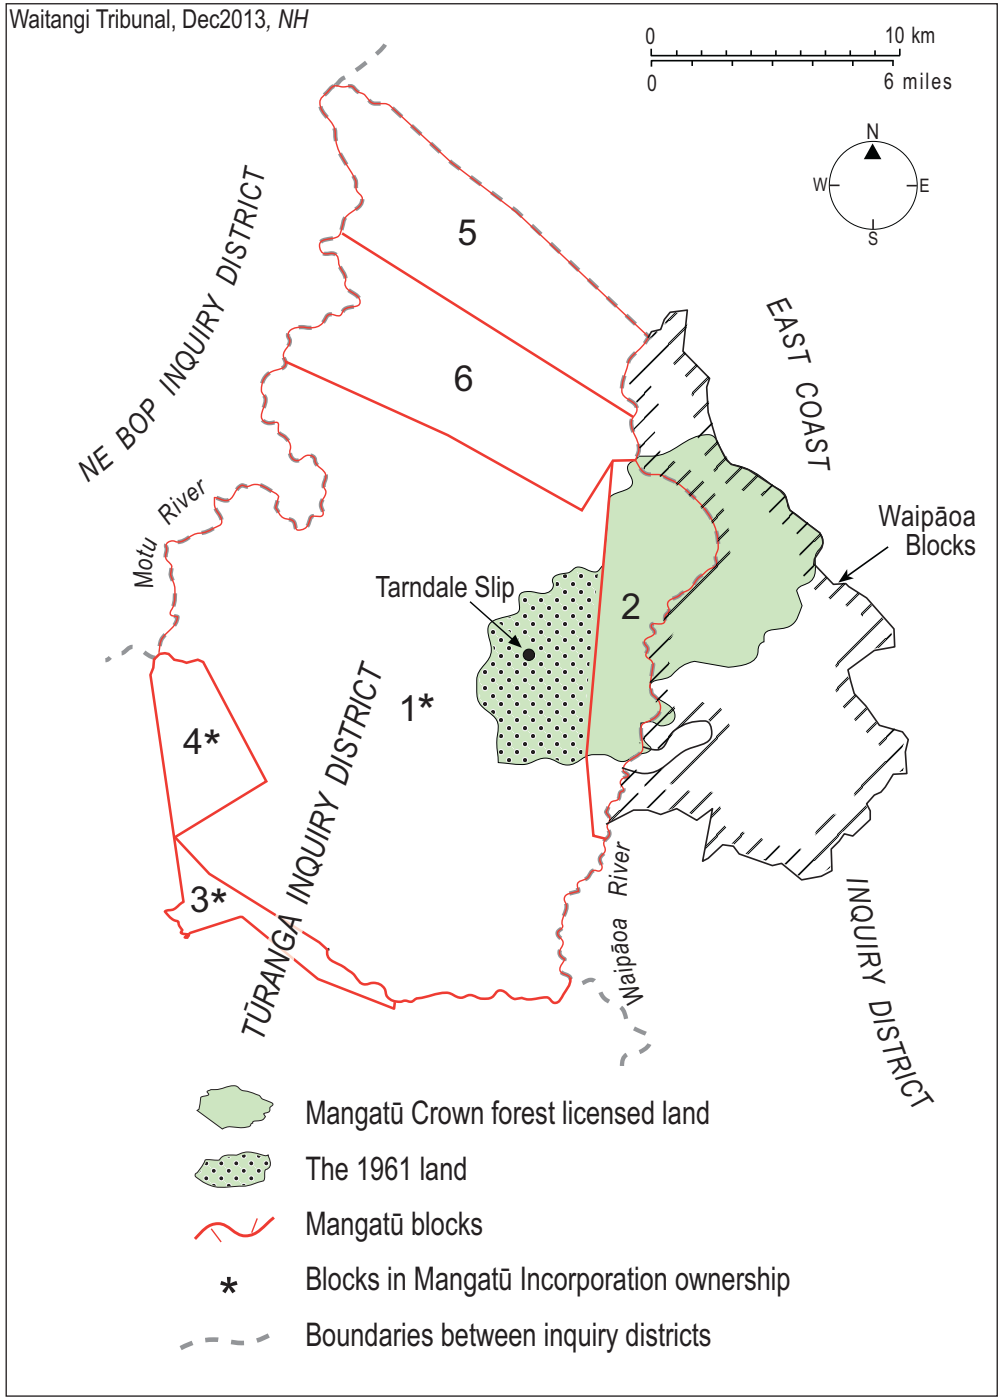 Waitangi Tribunal, Dec2013, NH
0 10 km
0 6 miles
N
W E
S
NE BOP INQUIRY DISTRICT
5
EAST COAST
6
Motu River
Waipāoa
Blocks
Tarndale Slip
2
1*
4*
3*
TŪRANGA INQUIRY DISTRICT
Waipāoa River
INQUIRY DISTRICT
Mangatū Crown forest licensed land
The 1961 land
Mangatū blocks
* Blocks in Mangatū Incorporation ownership
Boundaries between inquiry districts